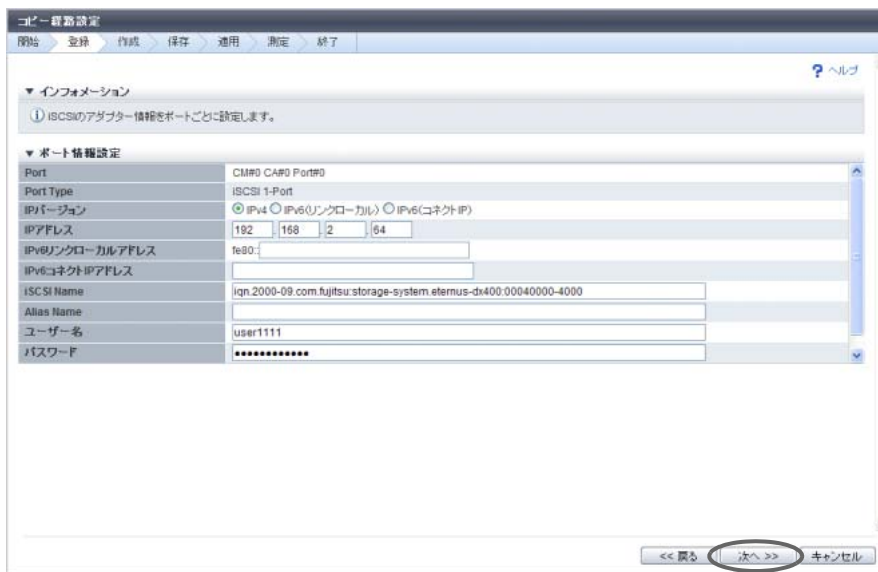 コピー経路設定
開始 登録 作成 保存 適用 測定 終了
? ヘルプ
▼ インフォメーション
iSCSIのアダプター情報をポートごとに設定します。
▼ ポート情報設定
Port CM#0 CA#0 Port#0
Port Type iSCSI 1-Port
IPバージョン IPv4 IPv6(リンクローカル) IPv6(コネクトIP)
IPアドレス 192 . 168 . 2 . 64
IPv6リンクローカルアドレス fe80::
IPv6コネクトIPアドレス
iSCSI Name iqn.2000-09.com.fujitsu:storage-system.eternus-dx400:00040000-4000
Alias Name
ユーザー名 user1111
パスワード ●●●●●●●●●●●●
<< 戻る 次へ >> キャンセル